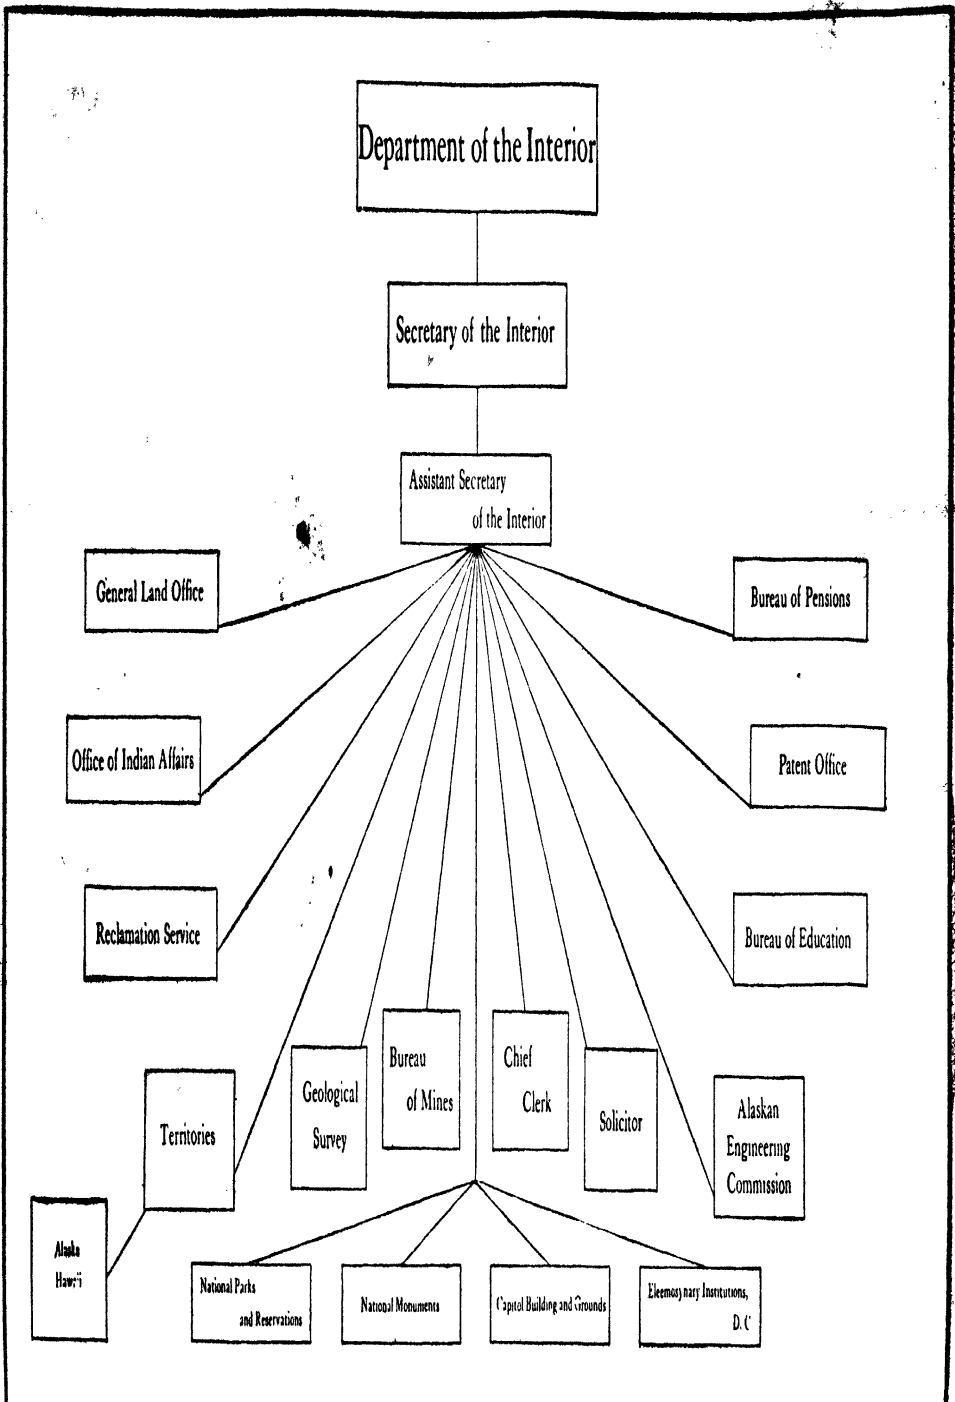 Department of the Interior
Secretary of the Interior
Assistant Secretary
of the Interior
General Land Office
Bureau of Pensions
Office of Indian Affairs
Patent Office
Reclamation Service
Bureau of Education
Territories
Geological
Survey
Bureau
of Mines
Chief
Clerk
Solicitor
Alaskan
Engineering
Commission
Alaska
Hawaii
National Parks
and Reservations
National Monuments
Capitol Building and Grounds
Eleemosynary Institutions,
D. C